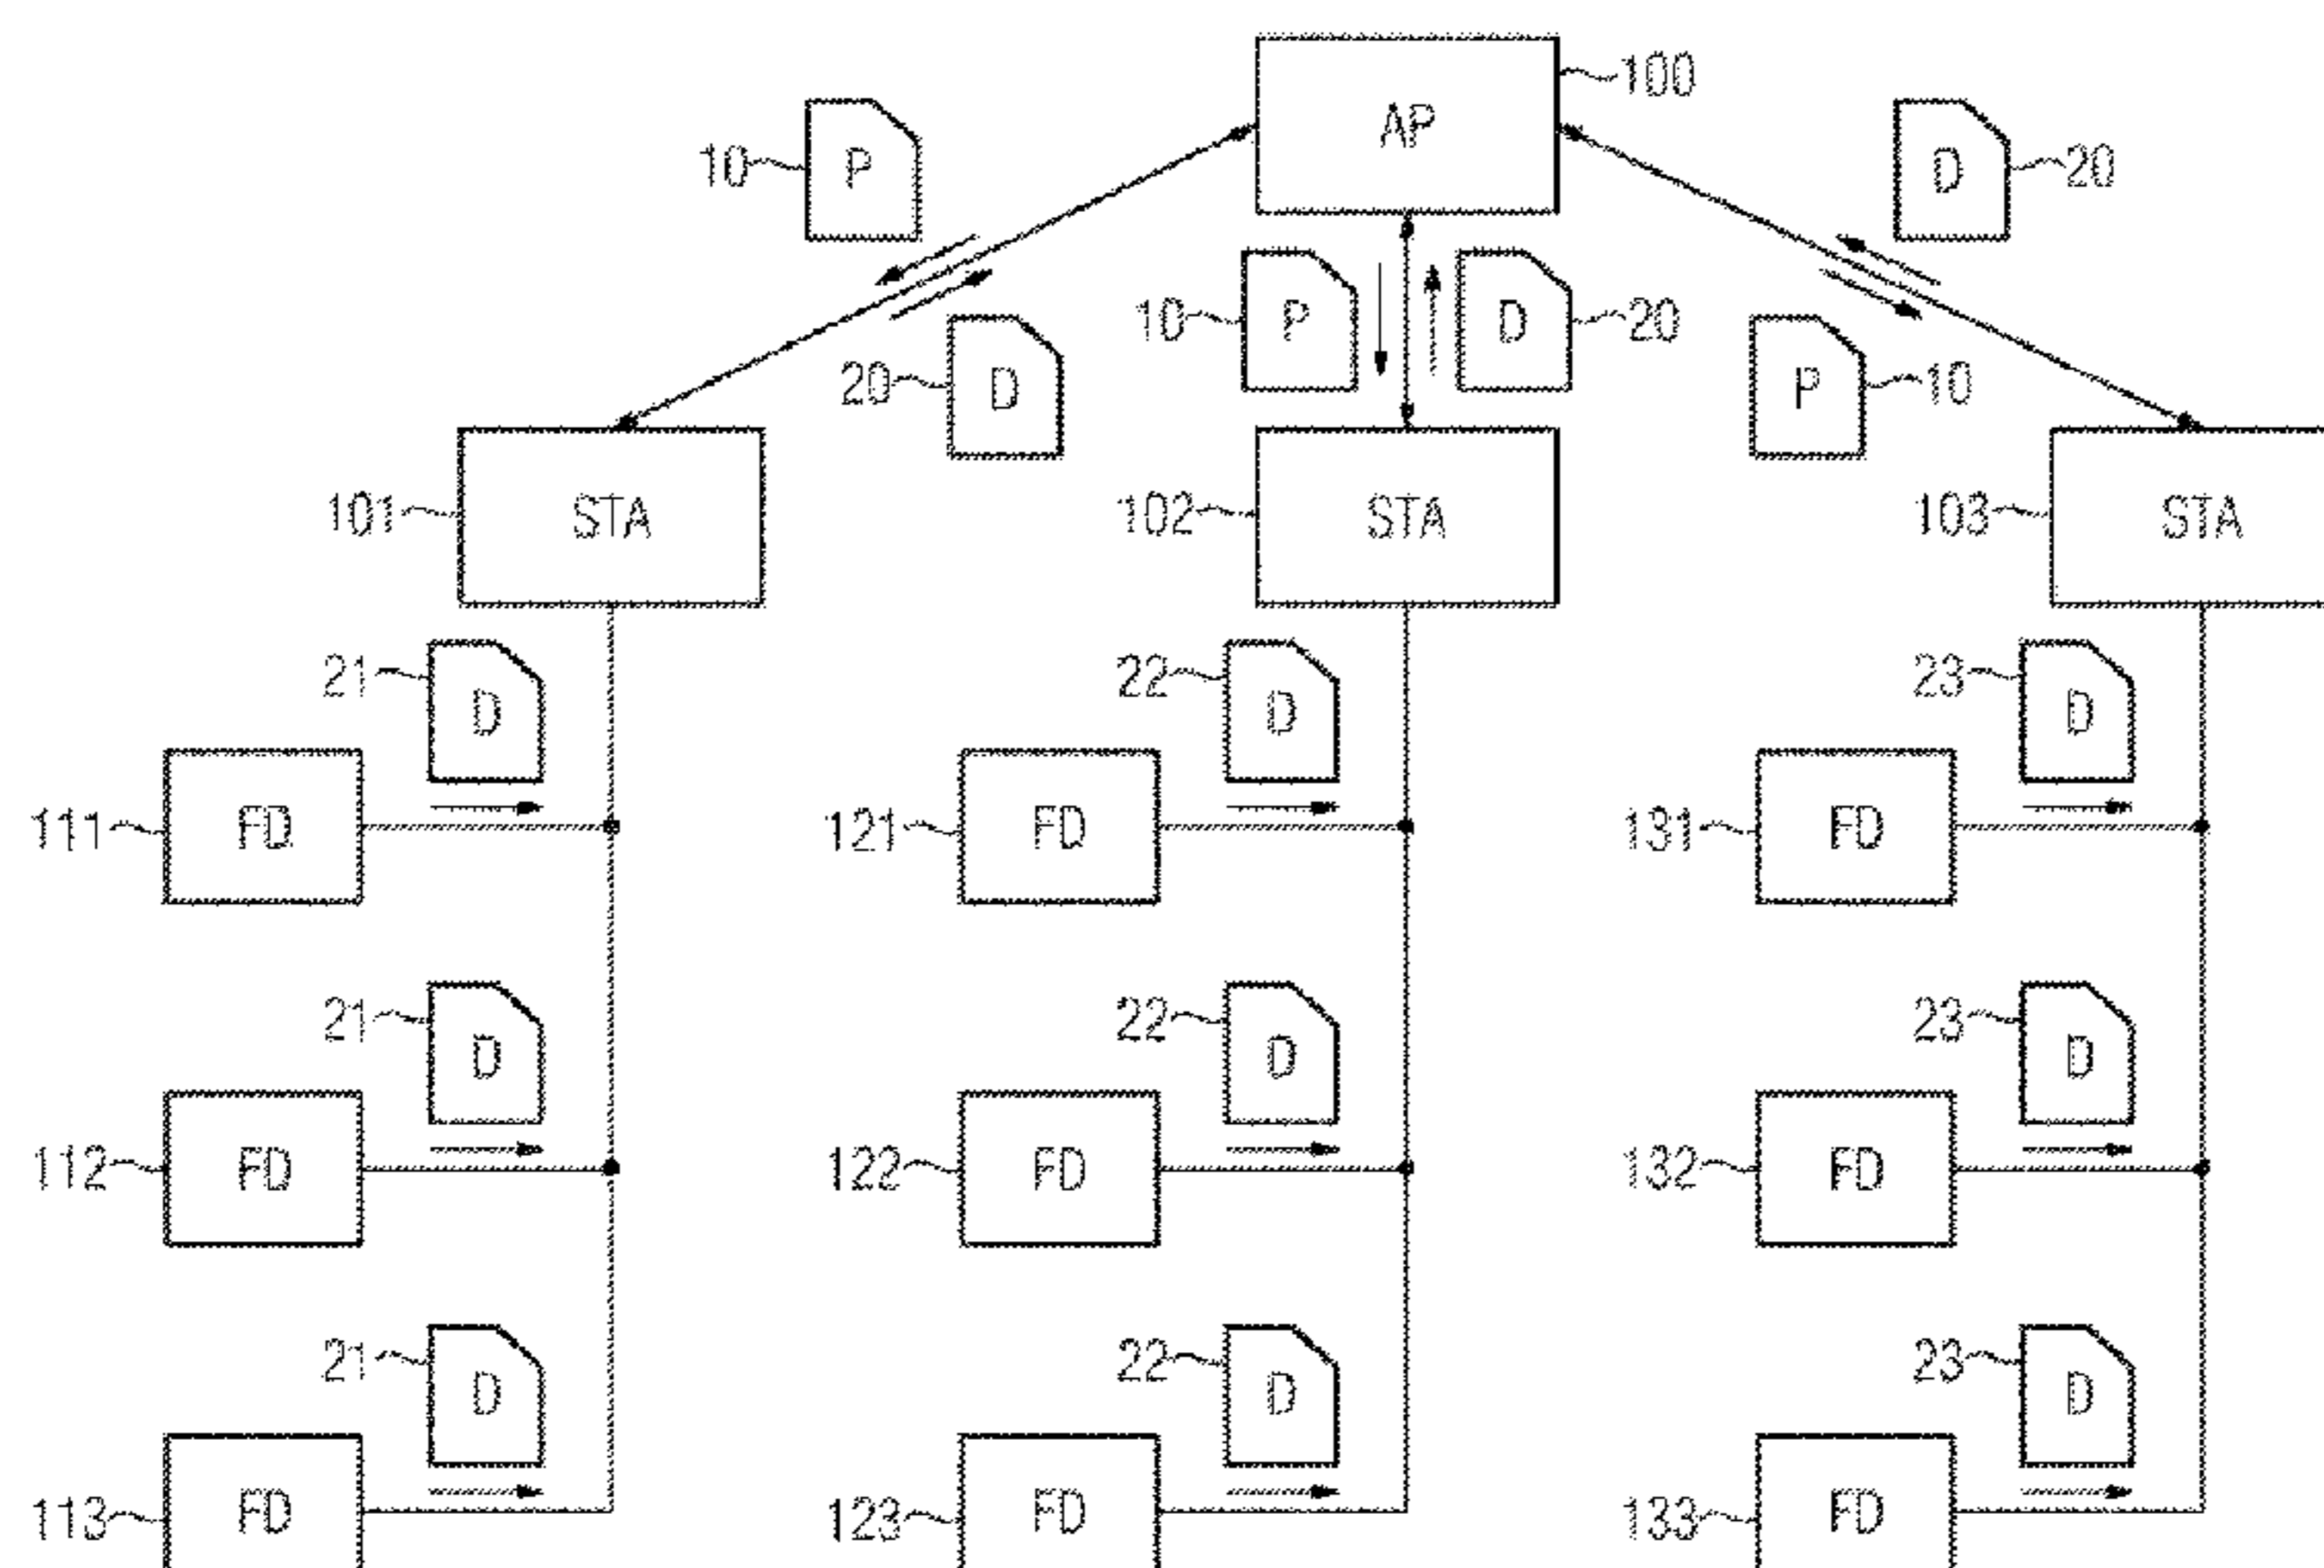 100
AP
10 P
D 20
10 P
D 20
20 D
P 10
101 STA
102 STA
103 STA
21 D
22 D
23 D
111 FD
121 FD
131 FD
21 D
22 D
23 D
112 FD
122 FD
132 FD
21 D
22 D
23 D
113 FD
123 FD
133 FD